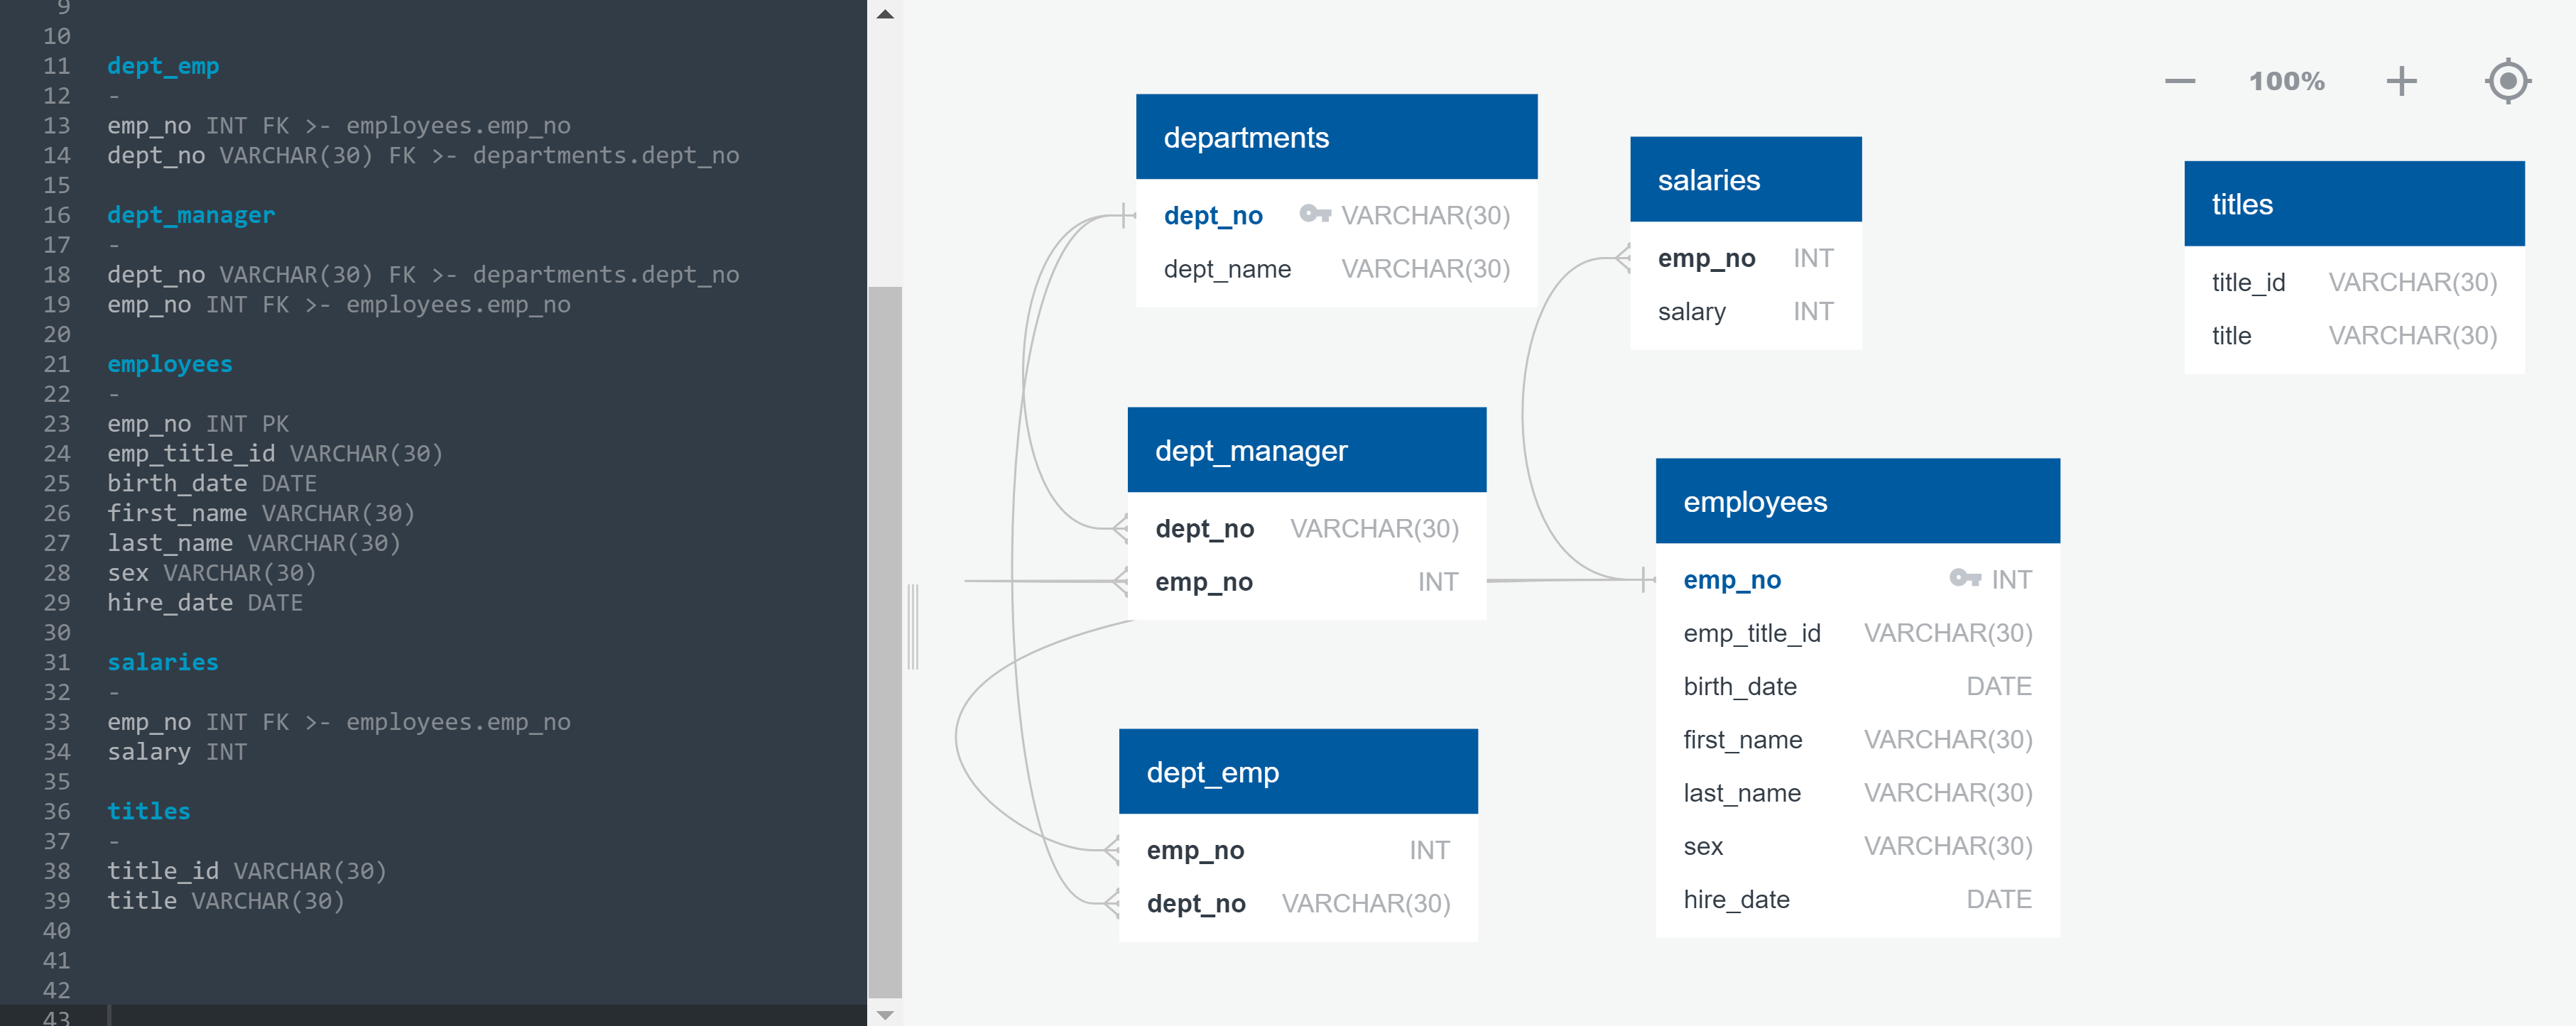 9
10
11 dept_emp
12 -
13 emp_no INT FK >- employees.emp_no
14 dept_no VARCHAR(30) FK >- departments.dept_no
15
16 dept_manager
17 -
18 dept_no VARCHAR(30) FK >- departments.dept_no
19 emp_no INT FK >- employees.emp_no
20
21 employees
22 -
23 emp_no INT PK
24 emp_title_id VARCHAR(30)
25 birth_date DATE
26 first_name VARCHAR(30)
27 last_name VARCHAR(30)
28 sex VARCHAR(30)
29 hire_date DATE
30
31 salaries
32 -
33 emp_no INT FK >- employees.emp_no
34 salary INT
35
36 titles
37 -
38 title_id VARCHAR(30)
39 title VARCHAR(30)
40
41
42
43
100%
departments
dept_no VARCHAR(30)
dept_name VARCHAR(30)
salaries
emp_no INT
salary INT
titles
title_id VARCHAR(30)
title VARCHAR(30)
dept_manager
dept_no VARCHAR(30)
emp_no INT
employees
emp_no INT
emp_title_id VARCHAR(30)
birth_date DATE
first_name VARCHAR(30)
last_name VARCHAR(30)
sex VARCHAR(30)
hire_date DATE
dept_emp
emp_no INT
dept_no VARCHAR(30)